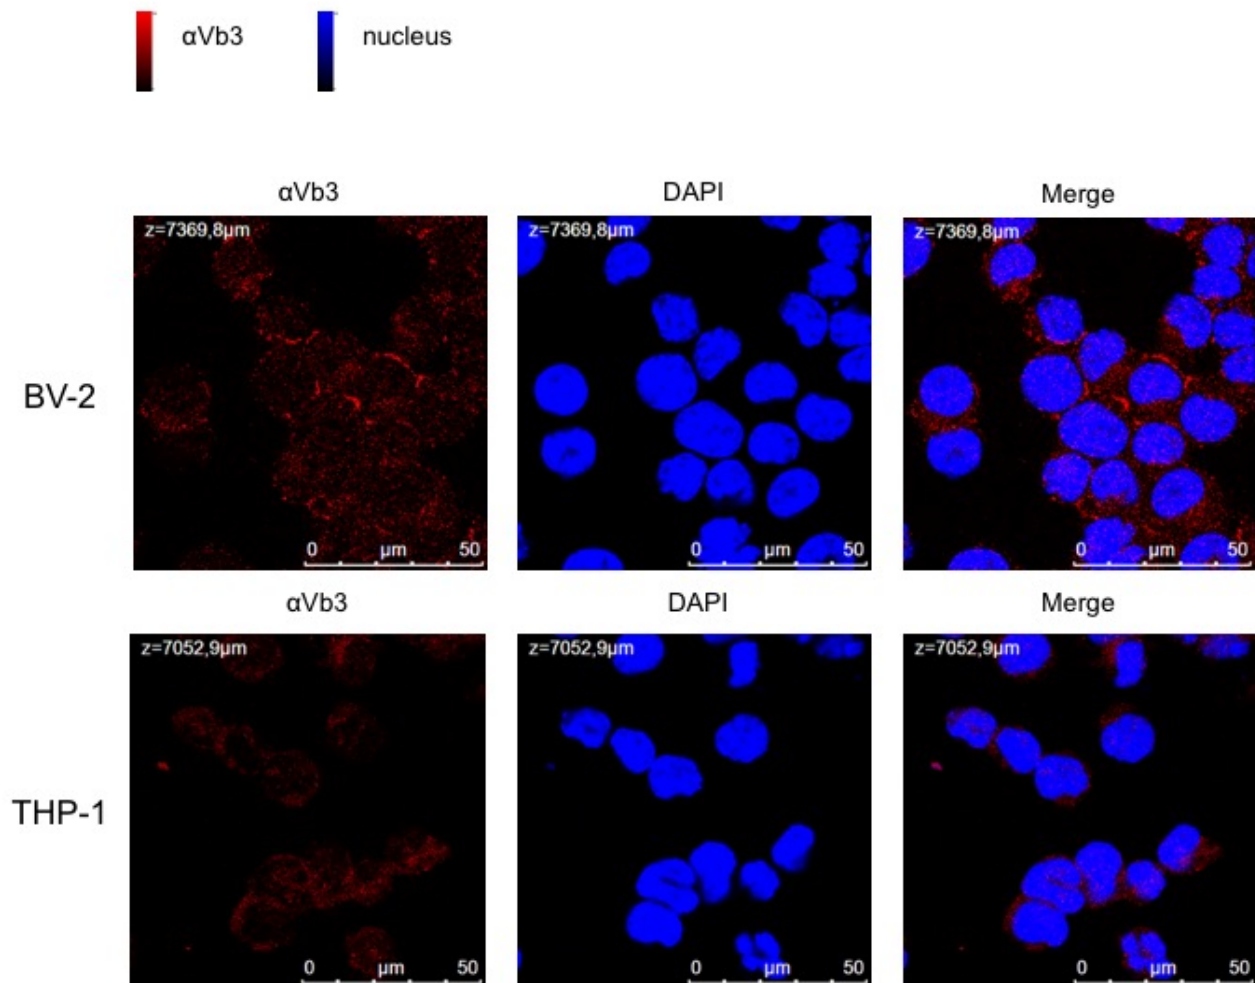 αVb3 nucleus
αVb3 DAPI Merge
BV-2
z=7369,8µm z=7369,8µm z=7369,8µm
0 µm 50 0 µm 50 0 µm 50
αVb3 DAPI Merge
THP-1
z=7052,9µm z=7052,9µm z=7052,9µm
0 µm 50 0 µm 50 0 µm 50